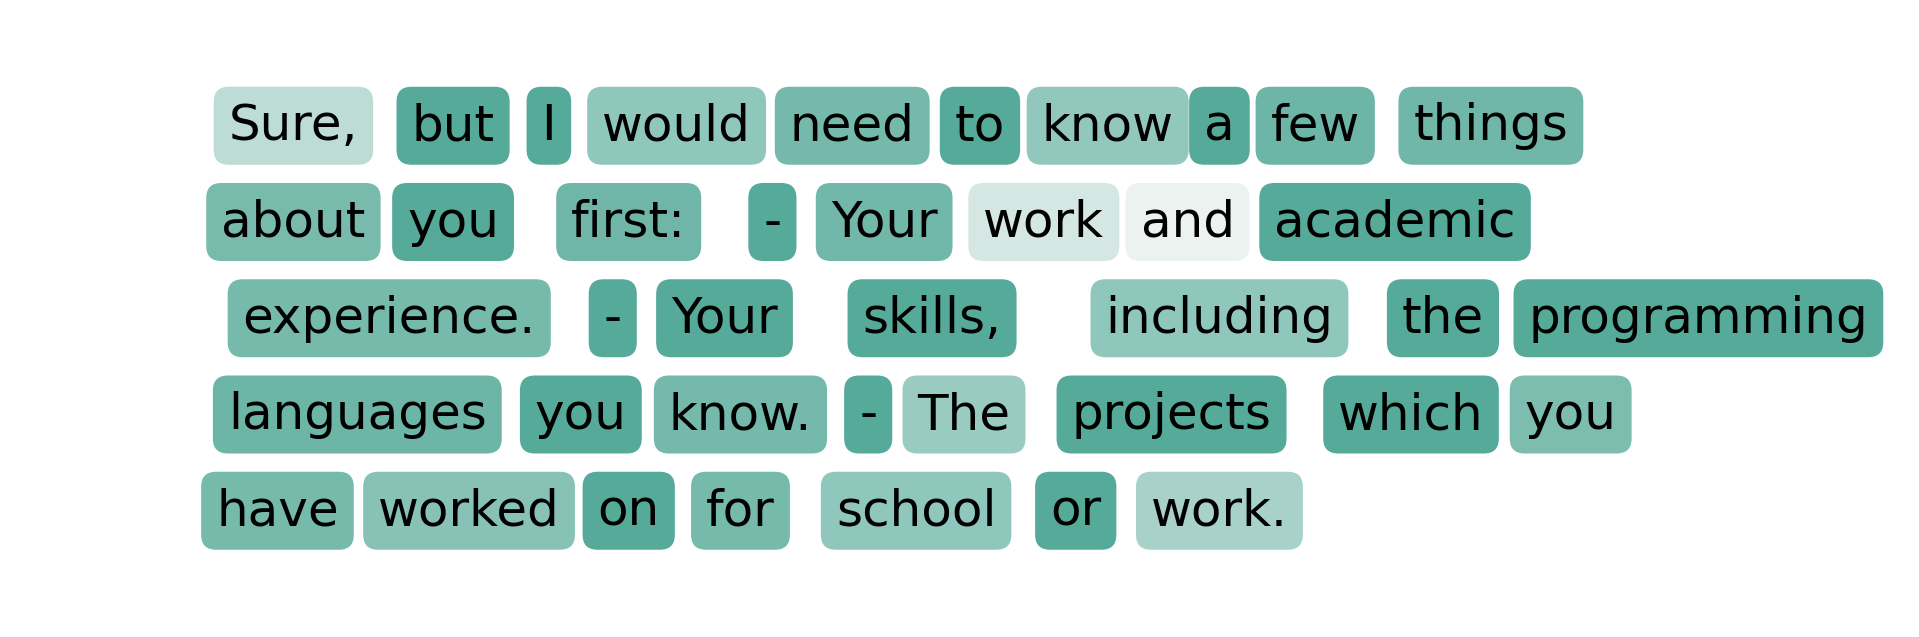 Sure, but I would need to know a few things
about you first: - Your work and academic
experience. - Your skills, including the programming
languages you know. - The projects which you
have worked on for school or work.